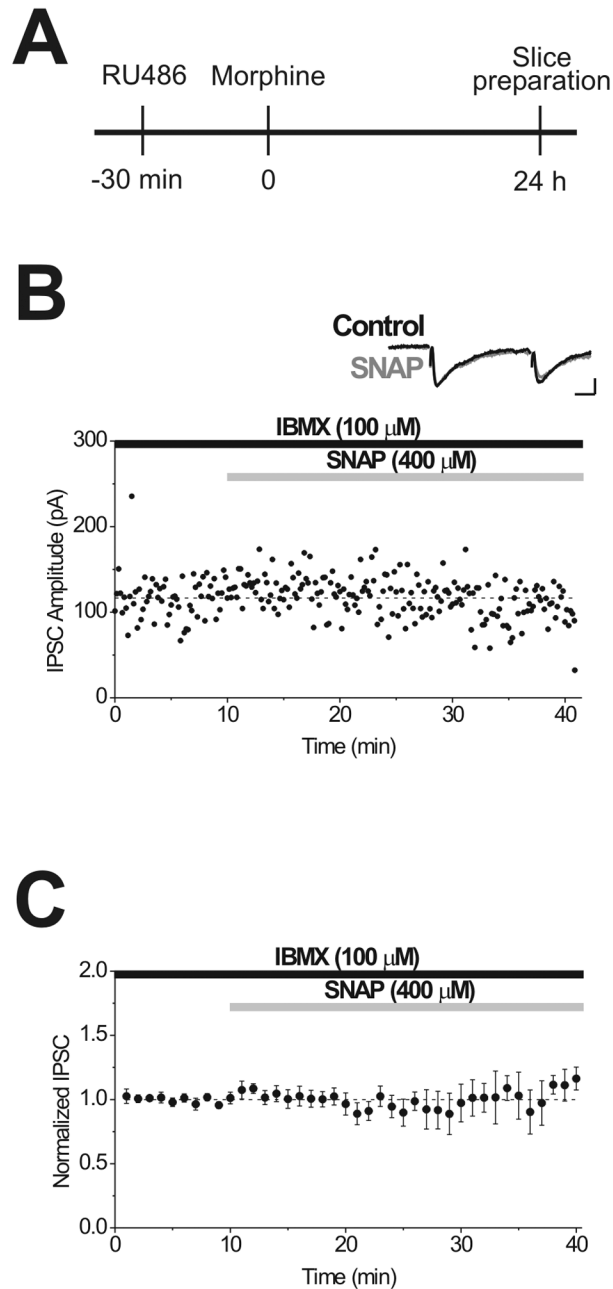 A
RU486 Morphine Slice
preparation
-30 min 0 24 h
B
Control
SNAP
IBMX (100 μM)
SNAP (400 μM)
300
200
100
0
IPSC Amplitude (pA)
0 10 20 30 40
Time (min)
C
IBMX (100 μM)
SNAP (400 μM)
2.0
1.5
1.0
0.5
0.0
Normalized IPSC
0 10 20 30 40
Time (min)